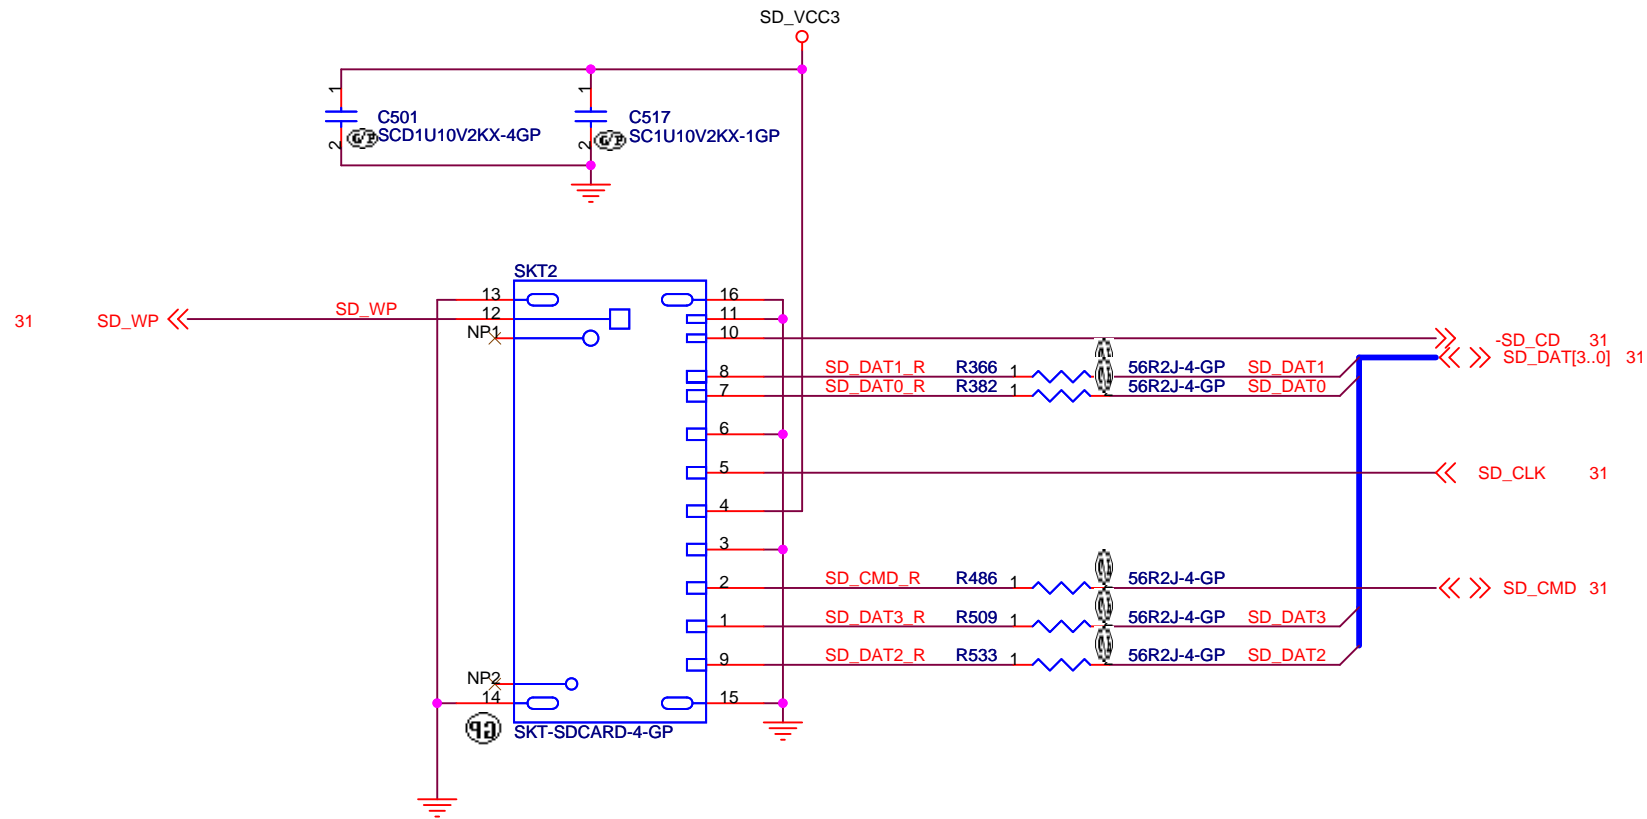 SD_VCC3
1
1
C501
C517
SCD1U10V2KX-4GP
SC1U10V2KX-1GP
2
2
SKT2
13
16
31 SD_WP
SD_WP
12
11
NP1
10
-SD_CD 31
SD_DAT[3..0] 31
8
SD_DAT1_R R366 1
56R2J-4-GP SD_DAT1
7
SD_DAT0_R R382 1
56R2J-4-GP SD_DAT0
6
5
SD_CLK 31
4
3
2
SD_CMD_R R486 1
56R2J-4-GP
SD_CMD 31
1
SD_DAT3_R R509 1
56R2J-4-GP SD_DAT3
9
SD_DAT2_R R533 1
56R2J-4-GP SD_DAT2
NP2
14
15
GP
SKT-SDCARD-4-GP